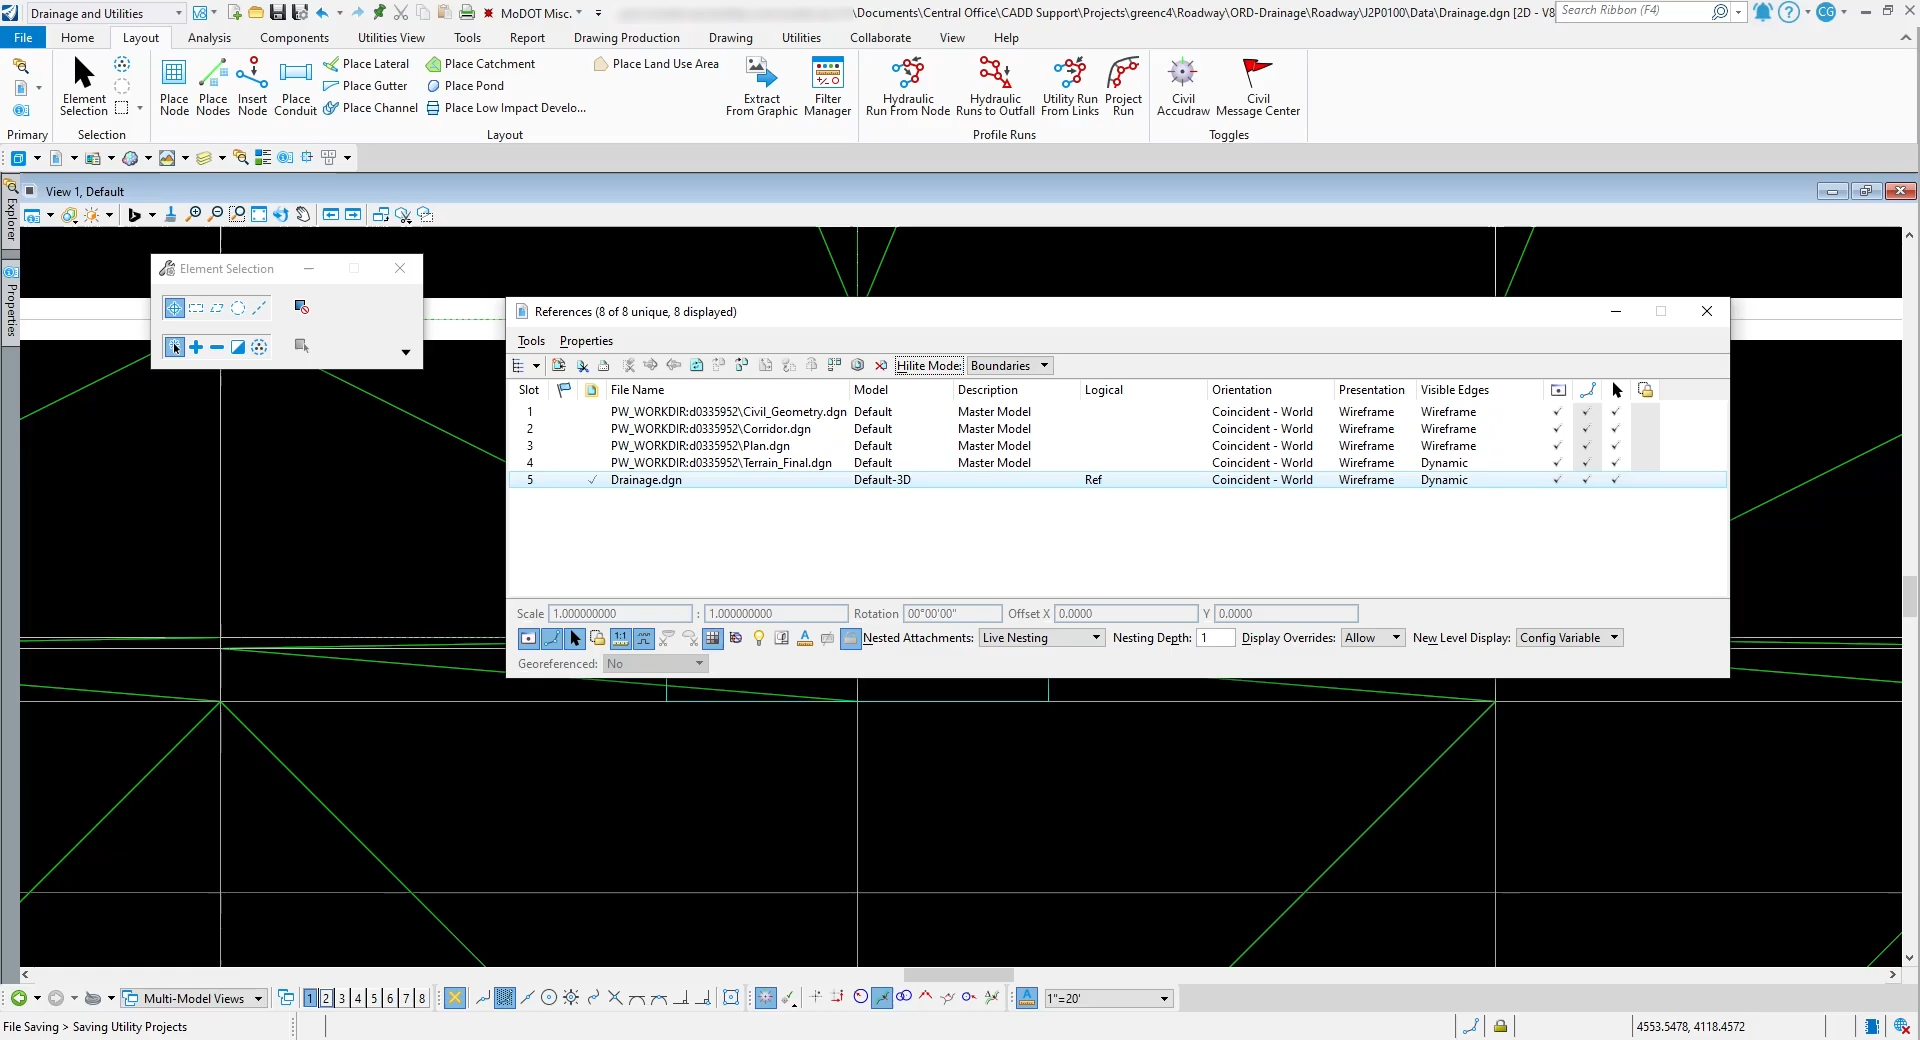 Drainage and Utilities
MoDOT Misc.
\Documents\Central Office\CADD Support\Projects\greenc4\Roadway\ORD-Drainage\Roadway\J2P0100\Data\Drainage.dgn [2D - V8
Search Ribbon (F4)
CG
File Home Layout Analysis Components Utilities View Tools Report Drawing Production Drawing Utilities Collaborate View Help
Element Selection
Place Node
Place Nodes
Insert Node
Place Conduit
Place Lateral
Place Gutter
Place Channel
Place Catchment
Place Pond
Place Low Impact Develo...
Place Land Use Area
Extract From Graphic
Filter Manager
Hydraulic Run From Node
Hydraulic Runs to Outfall
Utility Run From Links
Project Run
Civil Accudraw
Civil Message Center
Primary Selection Layout Profile Runs Toggles
View 1, Default
Explorer
Properties
Element Selection
References (8 of 8 unique, 8 displayed)
Tools Properties
Hilite Mode: Boundaries
Slot File Name Model Description Logical Orientation Presentation Visible Edges
1 PW_WORKDIR:d0335952\Civil_Geometry.dgn Default Master Model Coincident - World Wireframe Wireframe
2 PW_WORKDIR:d0335952\Corridor.dgn Default Master Model Coincident - World Wireframe Wireframe
3 PW_WORKDIR:d0335952\Plan.dgn Default Master Model Coincident - World Wireframe Wireframe
4 PW_WORKDIR:d0335952\Terrain_Final.dgn Default Master Model Coincident - World Wireframe Dynamic
5 Drainage.dgn Default-3D Ref Coincident - World Wireframe Dynamic
Scale 1.000000000 : 1.000000000 Rotation 00°00'00" Offset X 0.0000 Y 0.0000
1:1 Nested Attachments: Live Nesting Nesting Depth: 1 Display Overrides: Allow New Level Display: Config Variable
Georeferenced: No
Multi-Model Views 1 2 3 4 5 6 7 8 1"=20'
File Saving > Saving Utility Projects
4553.5478, 4118.4572